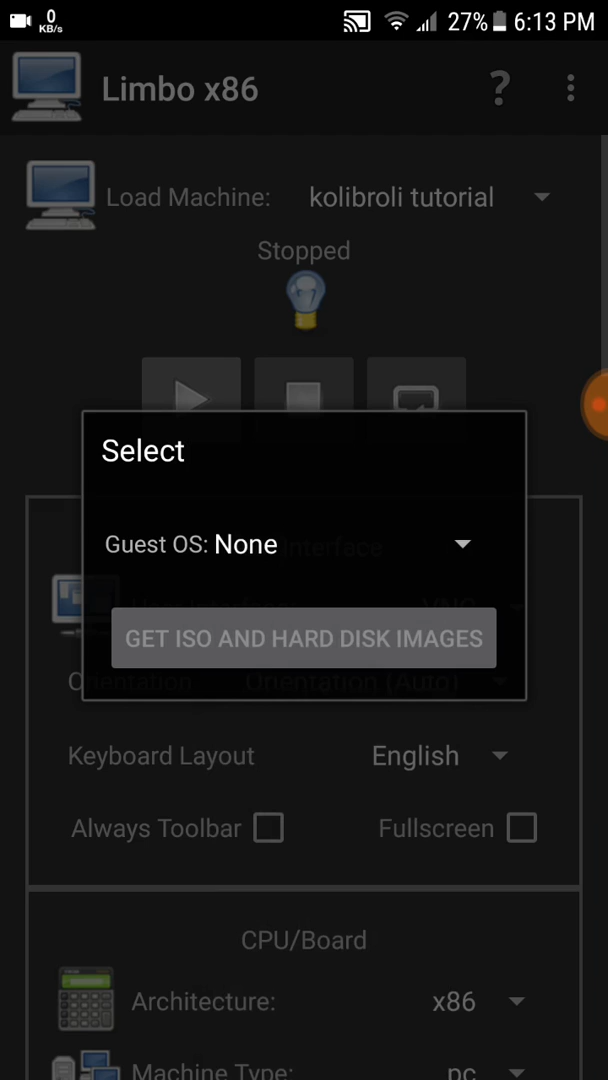 0 KB/s 27% 6:13 PM
Limbo x86 ?
Load Machine: kolibroli tutorial
Stopped
Select
Guest OS: None
Interface
VNC
GET ISO AND HARD DISK IMAGES
Orientation Orientation (Auto)
Keyboard Layout English
Always Toolbar Fullscreen
CPU/Board
Architecture: x86
Machine Type: pc